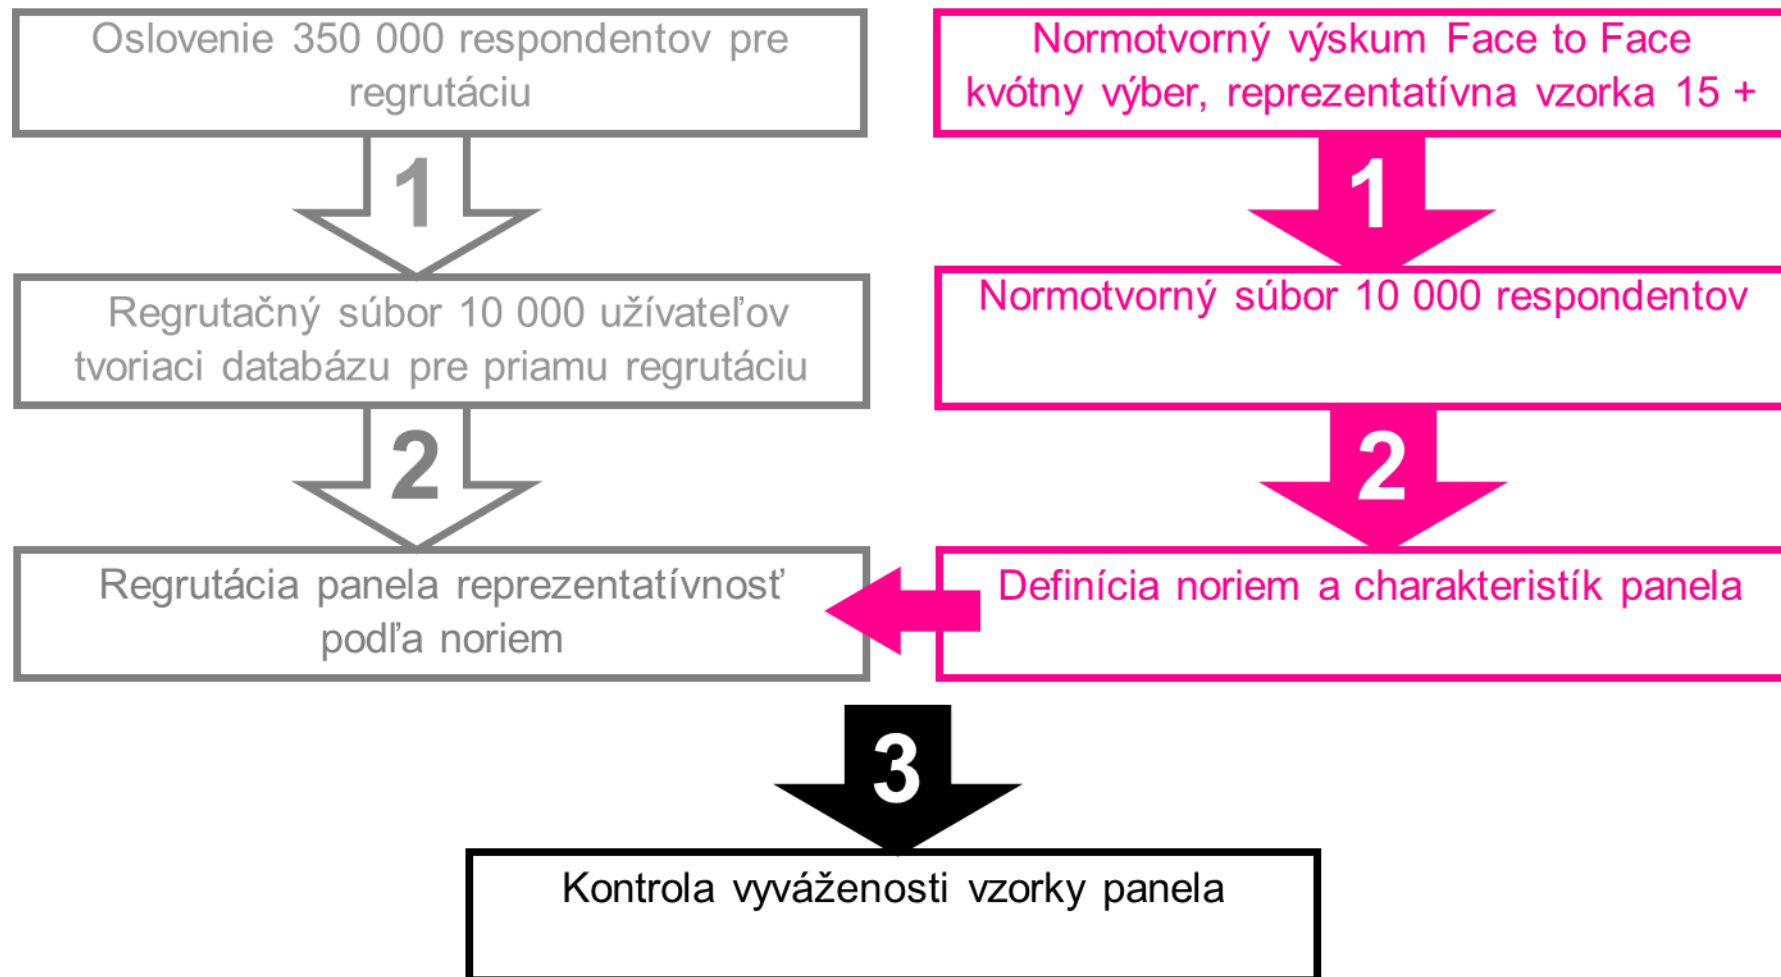 Oslovenie 350 000 respondentov pre
regrutáciu
1
Regrutačný súbor 10 000 užívateľov
tvoriaci databázu pre priamu regrutáciu
2
Regrutácia panela reprezentatívnosť
podľa noriem
Normotvorný výskum Face to Face
kvótny výber, reprezentatívna vzorka 15 +
1
Normotvorný súbor 10 000 respondentov
2
Definícia noriem a charakteristík panela
3
Kontrola vyváženosti vzorky panela